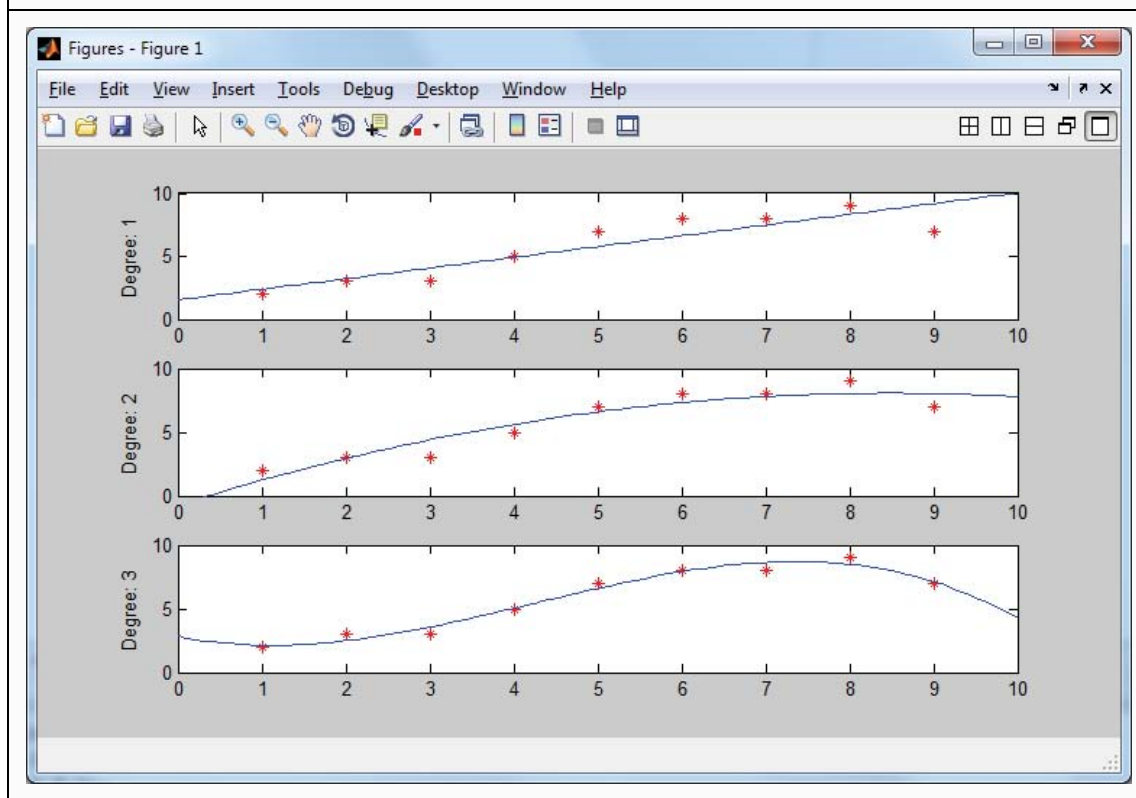 Figures - Figure 1
File Edit View Insert Tools Debug Desktop Window Help
10
5
0
Degree: 1
0 1 2 3 4 5 6 7 8 9 10
10
5
0
Degree: 2
0 1 2 3 4 5 6 7 8 9 10
10
5
0
Degree: 3
0 1 2 3 4 5 6 7 8 9 10